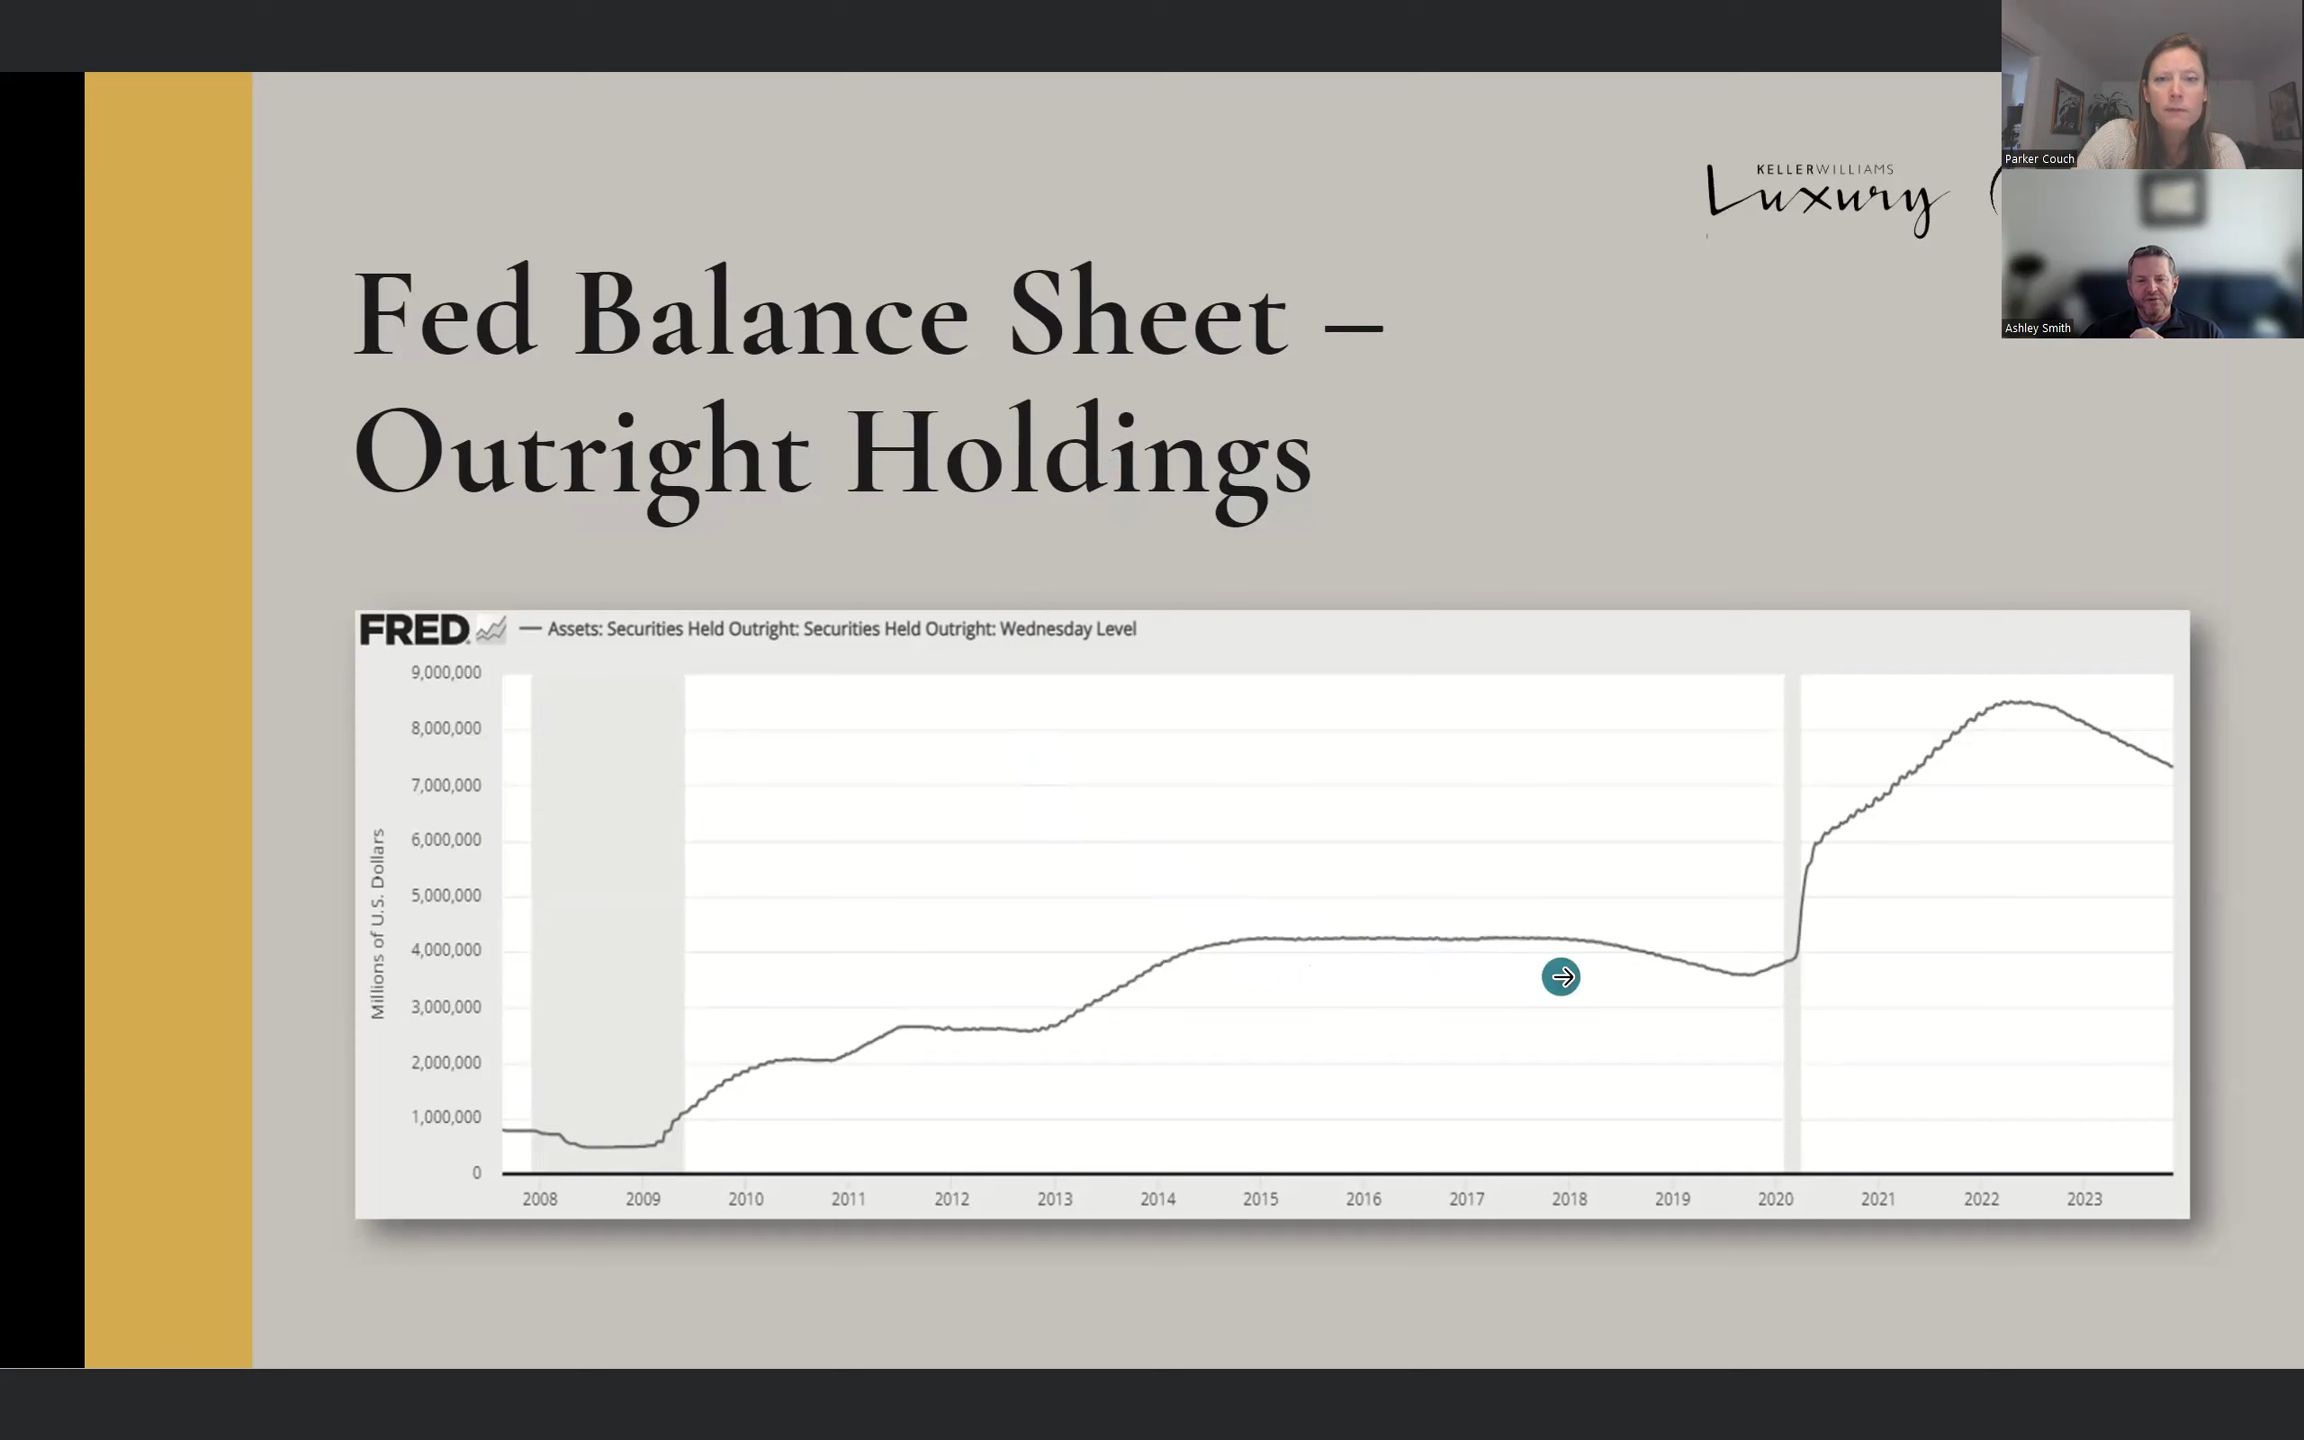 Parker Couch
KELLERWILLIAMS
Luxury
Ashley Smith
Fed Balance Sheet –
Outright Holdings
FRED
— Assets: Securities Held Outright: Securities Held Outright: Wednesday Level
Millions of U.S. Dollars
9,000,000
8,000,000
7,000,000
6,000,000
5,000,000
4,000,000
3,000,000
2,000,000
1,000,000
0
2008 2009 2010 2011 2012 2013 2014 2015 2016 2017 2018 2019 2020 2021 2022 2023